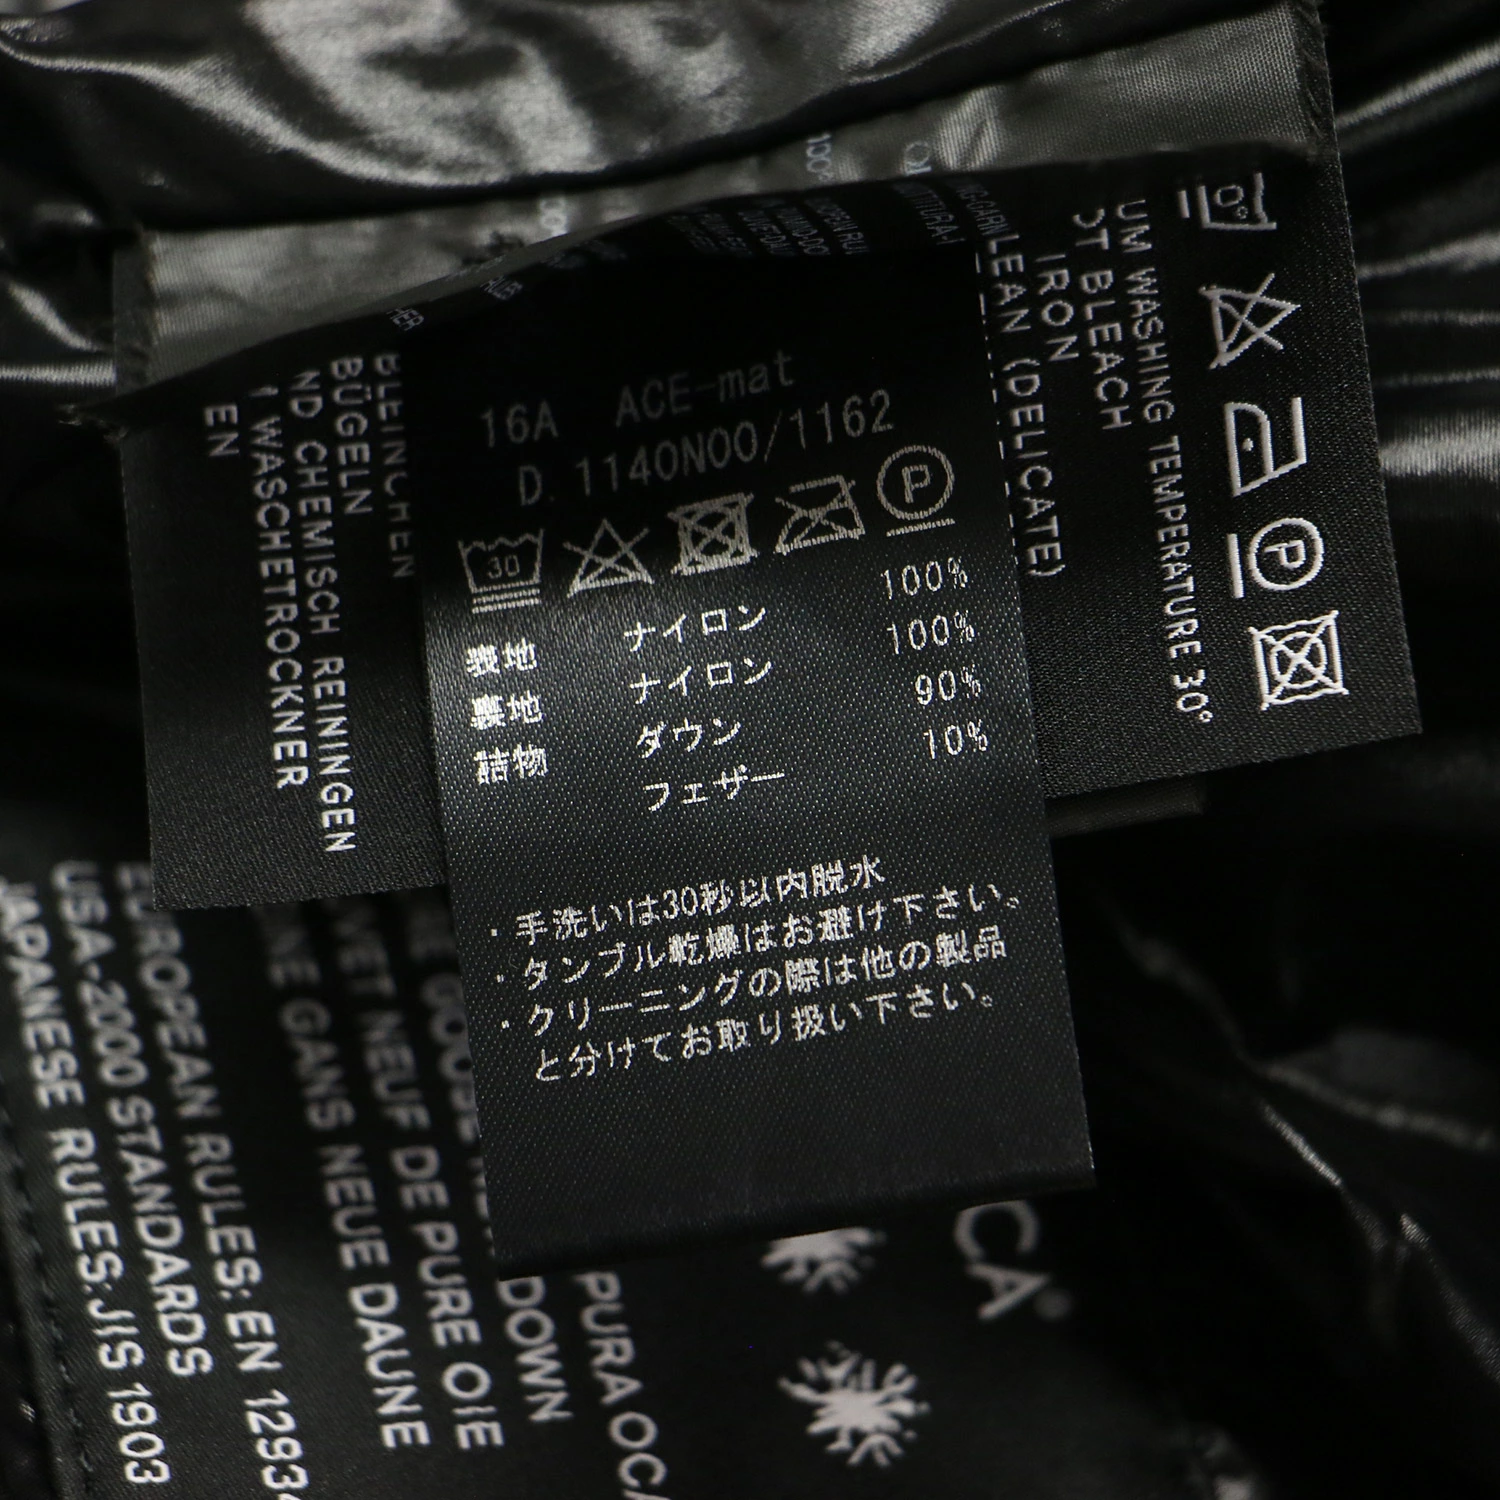 16A ACE-mat
D. 1140N00/1162
30
P
表地 ナイロン 100%
裏地 ナイロン 100%
詰物 ダウン 90%
フェザー 10%
・手洗いは30秒以内脱水
・タンブル乾燥はお避け下さい。
・クリーニングの際は他の製品
と分けてお取り扱い下さい。
0°
P
UM WASHING TEMPERATURE 30°
OT BLEACH
IRON
LEAN (DELICATE)
BLEICHEN
BÜGELN
ND CHEMISCH REININGEN
WASCHETROCKNER
EN
PURA OCA
DOWN
NEUF DE PURE OIE
GANS NEUE DAUNE
EUROPEAN RULES: EN 1293
USA-2000 STANDARDS
JAPANESE RULES: JIS 1903
CA®